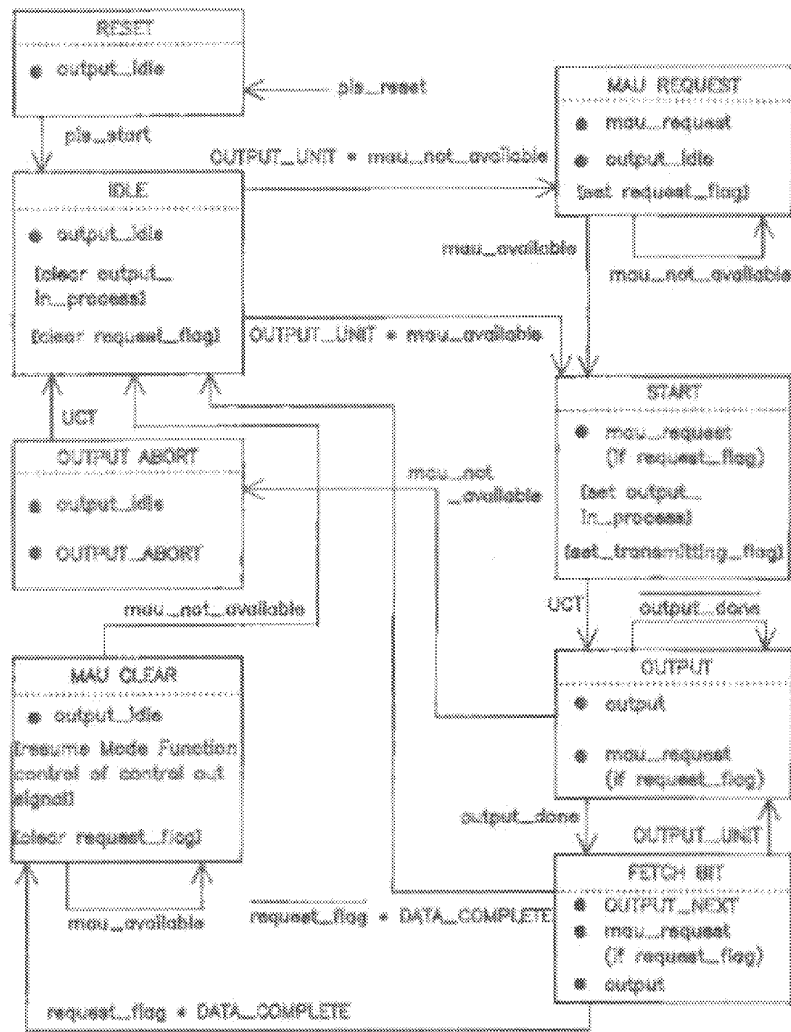 RESET
● output_idle
pls_reset
pls_start
OUTPUT_UNIT * mau_not_available
MAU REQUEST
● mau_request
● output_idle
[set request_flag]
mau_available
mau_not_available
IDLE
● output_idle
[clear output_
in_process]
[clear request_flag]
OUTPUT_UNIT * mau_available
START
● mau_request
(if request_flag)
[set output_
in_process]
[set_transmitting_flag]
UCT
OUTPUT ABORT
● output_idle
● OUTPUT_ABORT
mau_not
_available
UCT
output_done
mau_not_available
MAU CLEAR
● output_idle
[resume Mode Function
control of control out
signal]
[clear request_flag]
OUTPUT
● output
● mau_request
(if request_flag)
output_done
OUTPUT_UNIT
mau_available
request_flag * DATA_COMPLETE
FETCH BIT
● OUTPUT_NEXT
● mau_request
(if request_flag)
● output
request_flag * DATA_COMPLETE